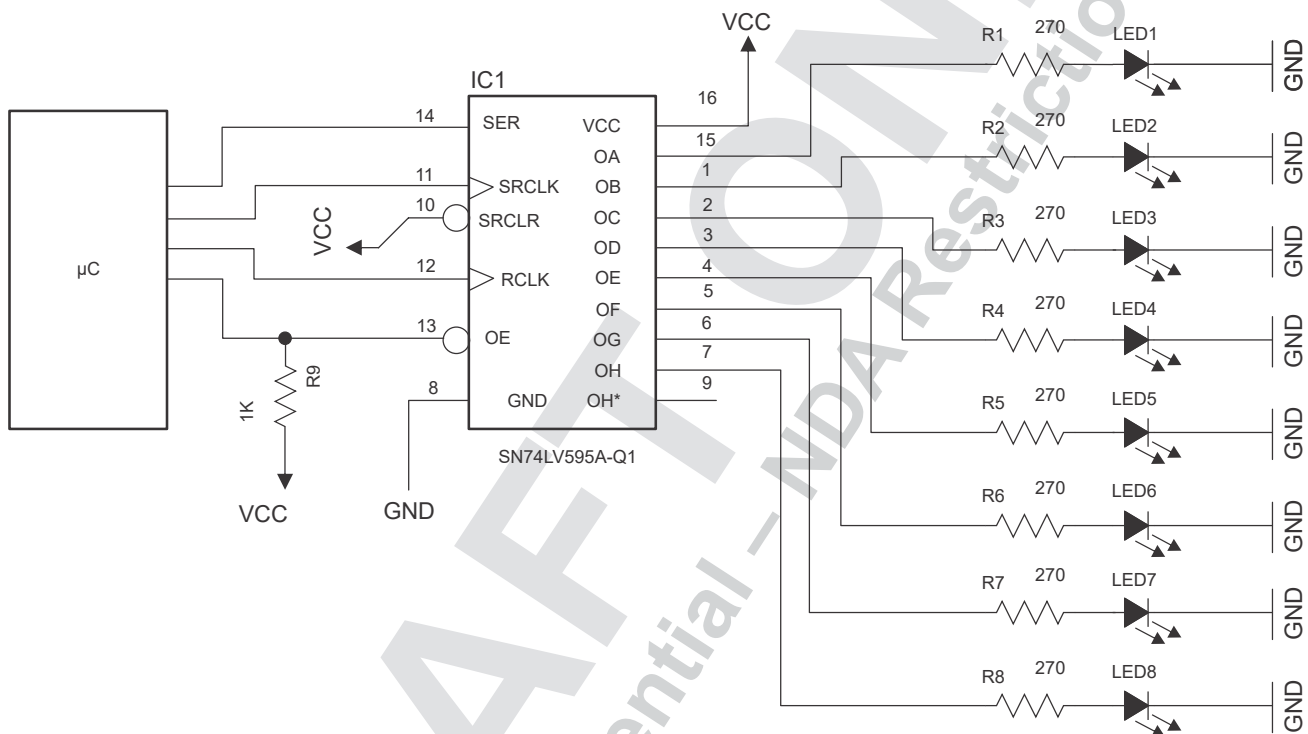 VCC
IC1
µC
14
SER
11
SRCLK
10
SRCLR
VCC
12
RCLK
13
OE
8
GND
R9
1K
VCC
GND
VCC
16
OA
15
OB
1
OC
2
OD
3
OE
4
OF
5
OG
6
OH
7
OH*
9
SN74LV595A-Q1
R1
270
LED1
GND
R2
270
LED2
GND
R3
270
LED3
GND
R4
270
LED4
GND
R5
270
LED5
GND
R6
270
LED6
GND
R7
270
LED7
GND
R8
270
LED8
GND
NDA